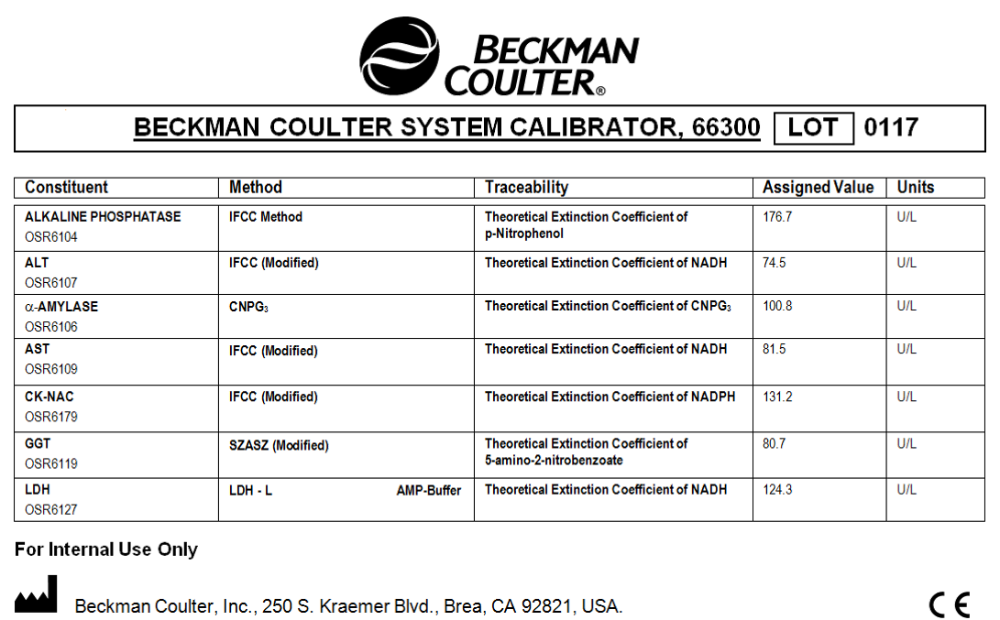 BECKMAN
COULTER®
BECKMAN COULTER SYSTEM CALIBRATOR, 66300 LOT 0117
Constituent Method Traceability Assigned Value Units
ALKALINE PHOSPHATASE IFCC Method Theoretical Extinction Coefficient of 176.7 U/L
OSR6104 p-Nitrophenol
ALT IFCC (Modified) Theoretical Extinction Coefficient of NADH 74.5 U/L
OSR6107
α-AMYLASE CNPG₃ Theoretical Extinction Coefficient of CNPG₃ 100.8 U/L
OSR6106
AST IFCC (Modified) Theoretical Extinction Coefficient of NADH 81.5 U/L
OSR6109
CK-NAC IFCC (Modified) Theoretical Extinction Coefficient of NADPH 131.2 U/L
OSR6179
GGT SZASZ (Modified) Theoretical Extinction Coefficient of 80.7 U/L
OSR6119 5-amino-2-nitrobenzoate
LDH LDH - L AMP-Buffer Theoretical Extinction Coefficient of NADH 124.3 U/L
OSR6127
For Internal Use Only
Beckman Coulter, Inc., 250 S. Kraemer Blvd., Brea, CA 92821, USA. CE